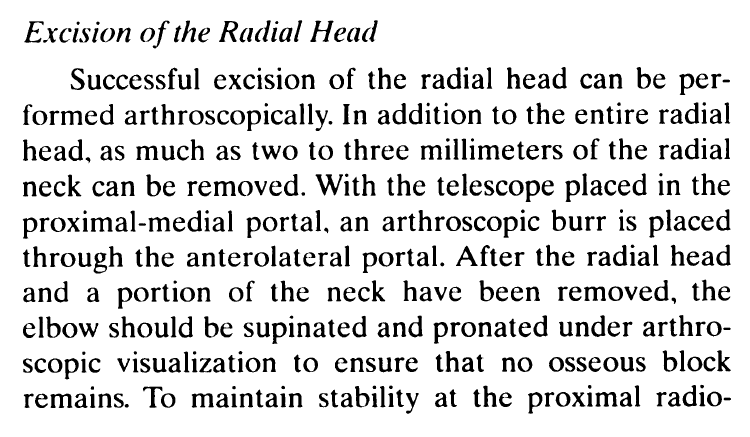 Excision of the Radial Head
Successful excision of the radial head can be per-
formed arthroscopically. In addition to the entire radial
head, as much as two to three millimeters of the radial
neck can be removed. With the telescope placed in the
proximal-medial portal, an arthroscopic burr is placed
through the anterolateral portal. After the radial head
and a portion of the neck have been removed, the
elbow should be supinated and pronated under arthro-
scopic visualization to ensure that no osseous block
remains. To maintain stability at the proximal radio-